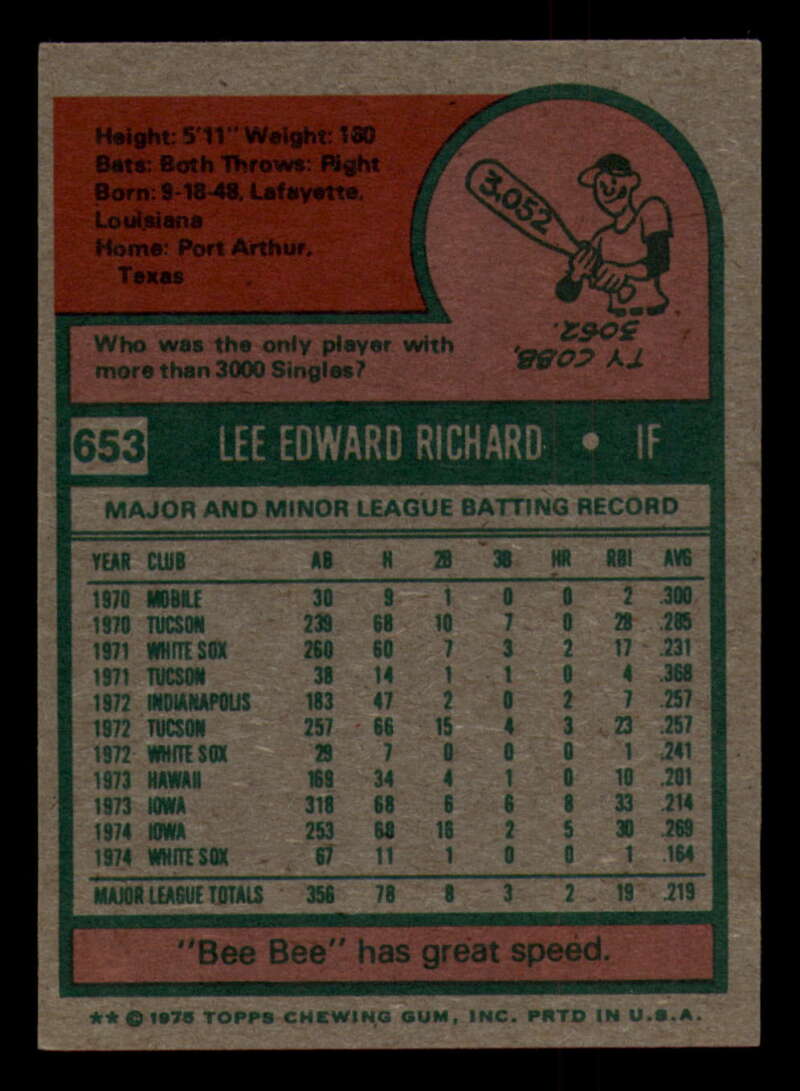 Height: 5'11" Weight: 180
Bats: Both Throws: Right
Born: 9-18-48, Lafayette,
Louisiana
Home: Port Arthur,
Texas
3,052
TY COBB,
3052.
Who was the only player with
more than 3000 Singles?
653 LEE EDWARD RICHARD • IF
MAJOR AND MINOR LEAGUE BATTING RECORD
YEAR CLUB AB H 2B 3B HR RBI AVG
1970 MOBILE 30 9 1 0 0 2 .300
1970 TUCSON 239 68 10 7 0 28 .285
1971 WHITE SOX 260 60 7 3 2 17 .231
1971 TUCSON 38 14 1 1 0 4 .368
1972 INDIANAPOLIS 183 47 2 0 2 7 .257
1972 TUCSON 257 66 15 4 3 23 .257
1972 WHITE SOX 29 7 0 0 0 1 .241
1973 HAWAII 169 34 4 1 0 10 .201
1973 IOWA 318 68 6 6 8 33 .214
1974 IOWA 253 68 16 2 5 30 .269
1974 WHITE SOX 67 11 1 0 0 1 .164
MAJOR LEAGUE TOTALS 356 78 8 3 2 19 .219
"Bee Bee" has great speed.
** © 1975 TOPPS CHEWING GUM, INC. PRTD IN U.S.A.